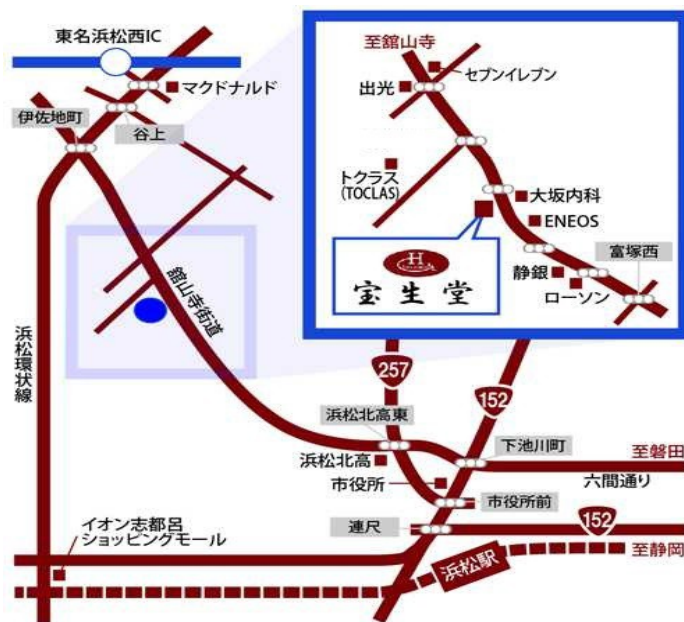 東名浜松西IC
マクドナルド
伊佐地町
谷上
至舘山寺
セブンイレブン
出光
トクラス
(TOCLAS)
大坂内科
ENEOS
H
宝生堂
静銀
富塚西
ローソン
舘山寺街道
浜松環状線
257
152
浜松北高東
下池川町
浜松北高
至磐田
市役所
六間通り
市役所前
連尺
152
イオン志都呂
ショッピングモール
浜松駅
至静岡